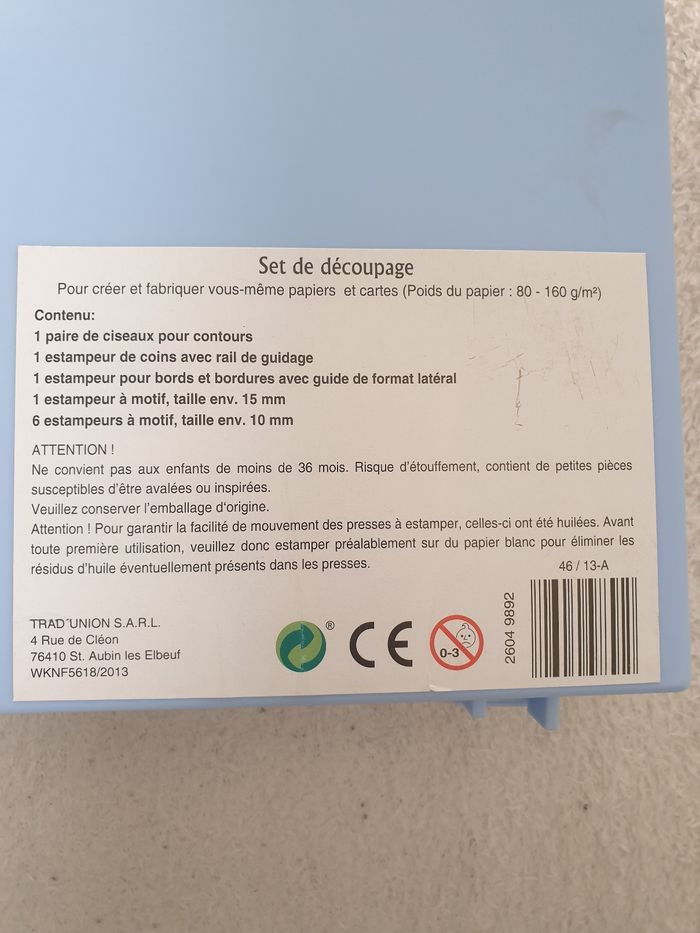 Set de découpage
Pour créer et fabriquer vous-même papiers et cartes (Poids du papier : 80 - 160 g/m²)
Contenu:
1 paire de ciseaux pour contours
1 estampeur de coins avec rail de guidage
1 estampeur pour bords et bordures avec guide de format latéral
1 estampeur à motif, taille env. 15 mm
6 estampeurs à motif, taille env. 10 mm
ATTENTION !
Ne convient pas aux enfants de moins de 36 mois. Risque d'étouffement, contient de petites pièces
susceptibles d'être avalées ou inspirées.
Veuillez conserver l'emballage d'origine.
Attention ! Pour garantir la facilité de mouvement des presses à estamper, celles-ci ont été huilées. Avant
toute première utilisation, veuillez donc estamper préalablement sur du papier blanc pour éliminer les
résidus d'huile éventuellement présents dans les presses.
46 / 13-A
TRAD´UNION S.A.R.L.
4 Rue de Cléon
76410 St. Aubin les Elbeuf
WKNF5618/2013
®
CE
0-3
2604 9892